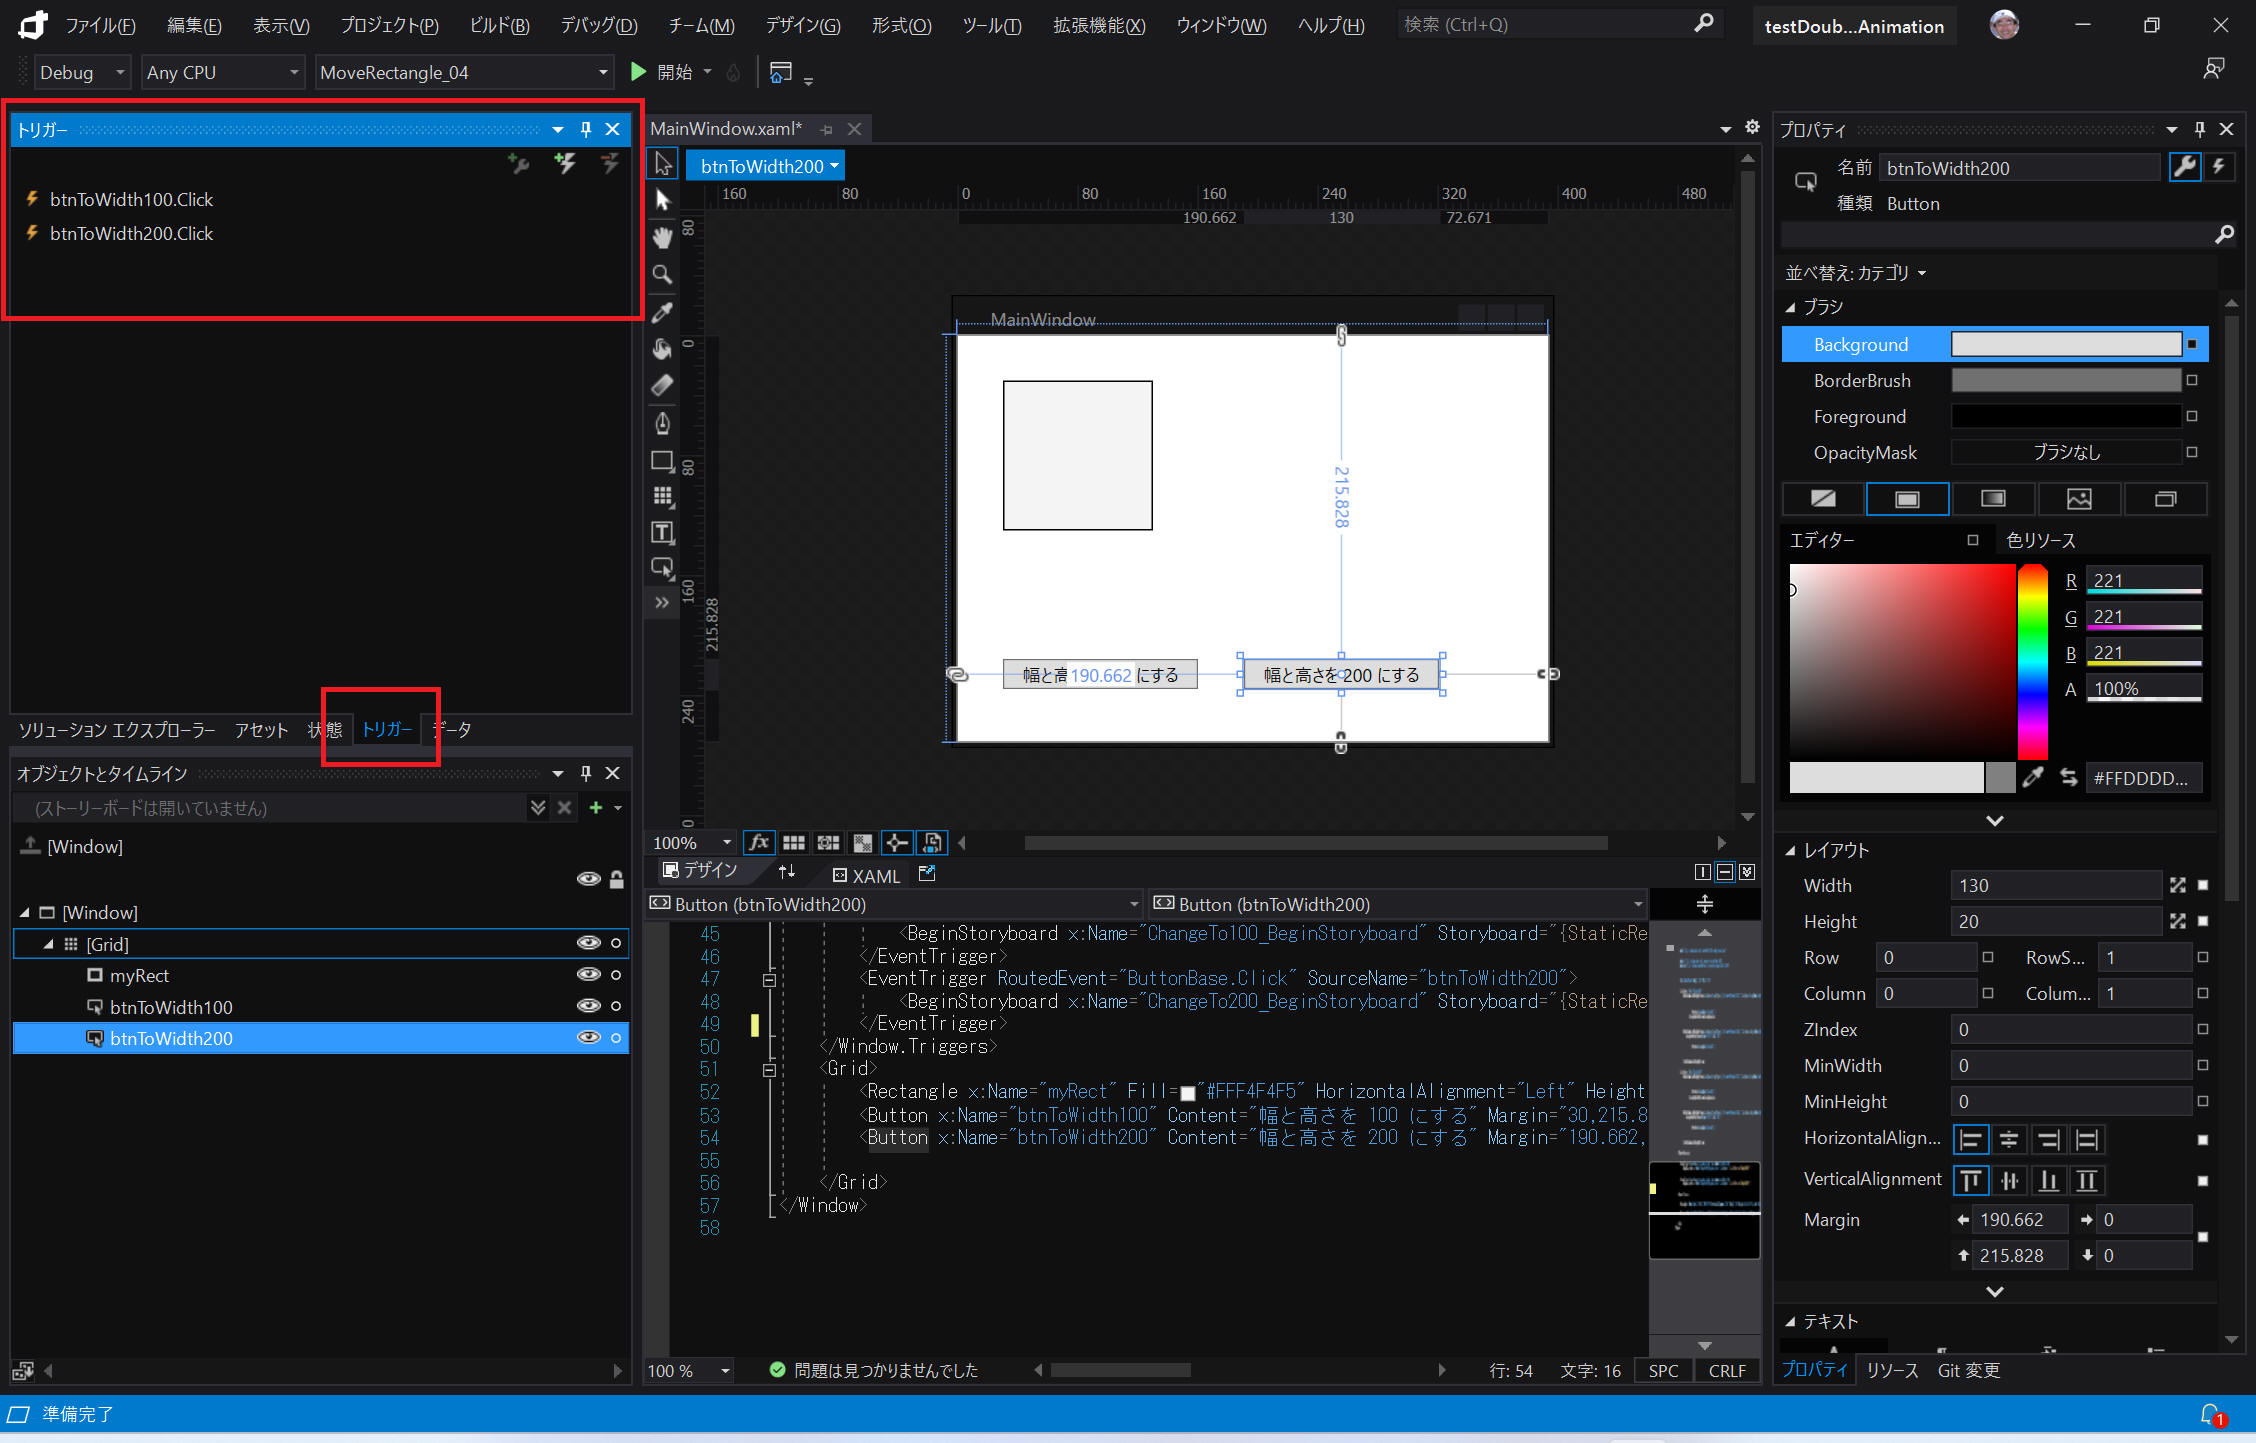 ファイル(F) 編集(E) 表示(V) プロジェクト(P) ビルド(B) デバッグ(D) チーム(M) デザイン(G) 形式(O) ツール(T) 拡張機能(X) ウィンドウ(W) ヘルプ(H) 検索 (Ctrl+Q) testDoub...Animation
Debug Any CPU MoveRectangle_04 開始
トリガー
btnToWidth100.Click
btnToWidth200.Click
ソリューション エクスプローラー アセット 状態 トリガー データ
オブジェクトとタイムライン
(ストーリーボードは開いていません)
[Window]
[Window]
[Grid]
myRect
btnToWidth100
btnToWidth200
MainWindow.xaml*
btnToWidth200
160 80 0 80 160 240 320 400 480
190.662 130 72.671
80
0
80
160
215.828
240
0
MainWindow
215.828
幅と高 190.662 にする 幅と高さを 200 にする
100% fx
デザイン XAML
Button (btnToWidth200) Button (btnToWidth200)
45 <BeginStoryboard x:Name="ChangeTo100_BeginStoryboard" Storyboard="{StaticRe
46 </EventTrigger>
47 <EventTrigger RoutedEvent="ButtonBase.Click" SourceName="btnToWidth200">
48 <BeginStoryboard x:Name="ChangeTo200_BeginStoryboard" Storyboard="{StaticRe
49 </EventTrigger>
50 </Window.Triggers>
51 <Grid>
52 <Rectangle x:Name="myRect" Fill="#FFF4F4F5" HorizontalAlignment="Left" Height
53 <Button x:Name="btnToWidth100" Content="幅と高さを 100 にする" Margin="30,215.8
54 <Button x:Name="btnToWidth200" Content="幅と高さを 200 にする" Margin="190.662,
55
56 </Grid>
57 </Window>
58
100 % 問題は見つかりませんでした 行: 54 文字: 16 SPC CRLF
プロパティ
名前 btnToWidth200
種類 Button
並べ替え: カテゴリ
ブラシ
Background
BorderBrush
Foreground
OpacityMask ブラシなし
エディター 色リソース
R 221
G 221
B 221
A 100%
#FFDDDD...
レイアウト
Width 130
Height 20
Row 0 RowS... 1
Column 0 Colum... 1
ZIndex 0
MinWidth 0
MinHeight 0
HorizontalAlign...
VerticalAlignment
Margin 190.662 0
215.828 0
テキスト
プロパティ リソース Git 変更
準備完了 1